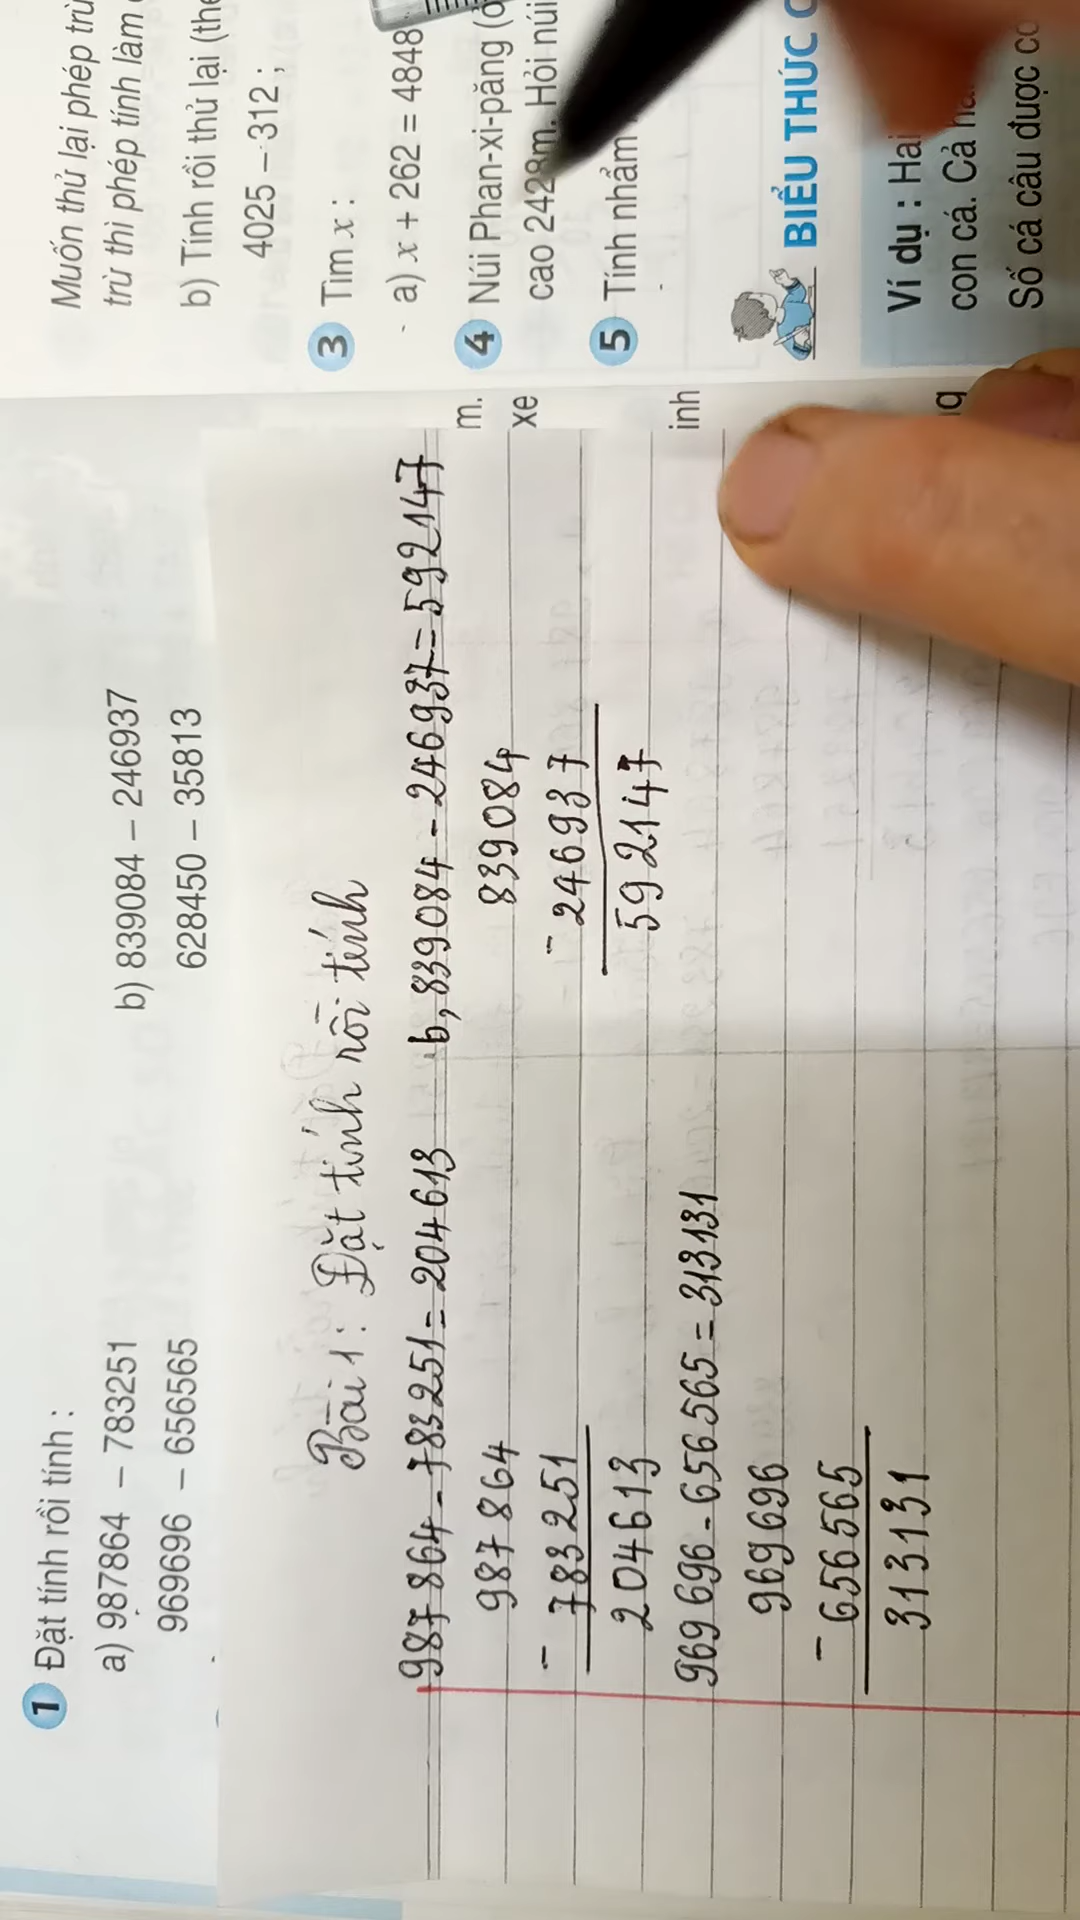 1 Đặt tính rồi tính :
a) 987864 – 783251
b) 839084 – 246937
969696 – 656565
628450 – 35813
Bài 1: Đặt tính rồi tính
987864 - 783251 = 204613
b, 839084 - 246937 = 592147
987864
839084
- 783251
- 246937
204613
592147
969696 - 656565 = 313131
969696
- 656565
313131
m.
xe
inh
Muốn thử lại phép trừ
trừ thì phép tính làm
b) Tính rồi thử lại (the
4025 – 312 ;
3 Tìm x :
a) x + 262 = 4848
4 Núi Phan-xi-păng (ở
cao 2428m. Hỏi núi
5 Tính nhẩm
BIỂU THỨC C
Ví dụ : Hai
con cá. Cả
Số cá câu được